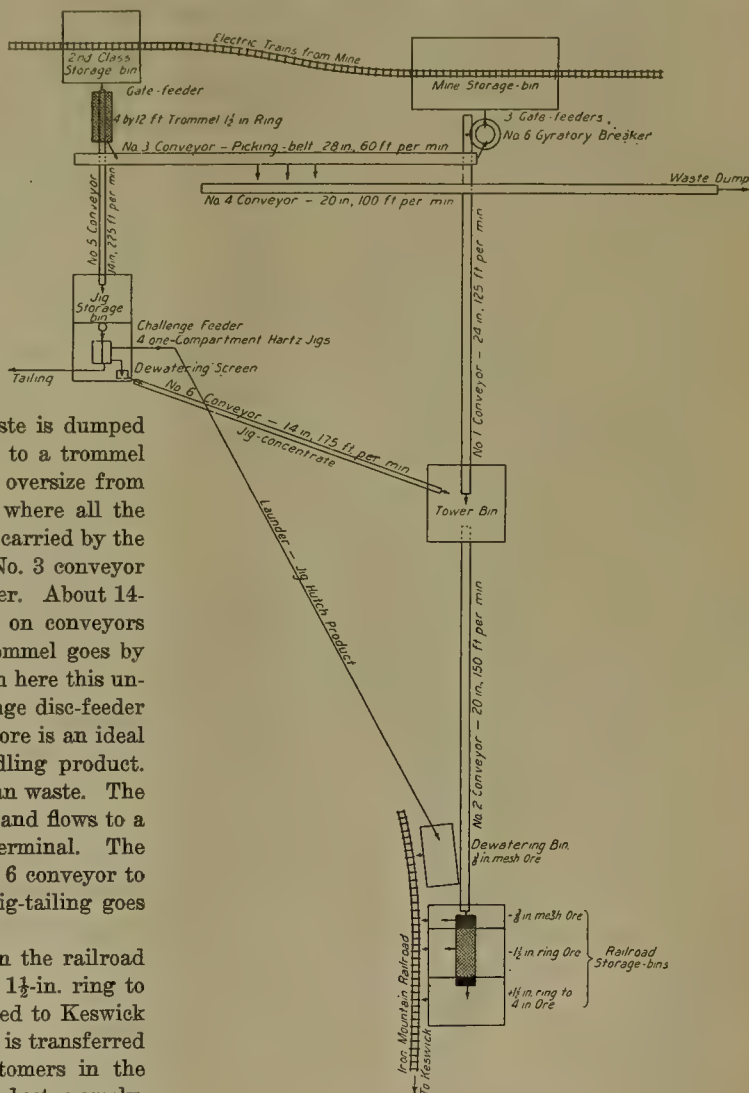 Electric Trains from Mine
2nd Class
Storage bin
Mine Storage-bin
Gate-feeder
4 by 12 ft Trommel 1½ in Ring
3 Gate-feeders
No. 6 Gyratory Breaker
No. 3 Conveyor – Picking-belt 28 in, 60 ft per min
Waste Dump
No. 4 Conveyor – 20 in, 100 ft per min
No 5 Conveyor
14 in, 225 ft per min
No 1 Conveyor – 24 in, 125 ft per min
Jig
Storage
bin
Challenge Feeder
4 one-Compartment Hartz Jigs
Dewatering Screen
Tailing
No 6 Conveyor – 14 in, 175 ft per min
Jig-Concentrate
Tower Bin
Launder – Jig Hutch Product
No. 2 Conveyor – 20 in, 150 ft per min
Dewatering Bin.
in mesh Ore
- in mesh Ore
-1½ in ring Ore
+1½ in. ring to
4 in Ore
Railroad
Storage-bins
Iron Mountain Railroad
To Keswick
ste is dumped
to a trommel
oversize from
where all the
carried by the
No. 3 conveyor
er. About 14-
on conveyors
ommel goes by
n here this un-
nge disc-feeder
ore is an ideal
dling product.
an waste. The
and flows to a
erminal. The
6 conveyor to
ig-tailing goes
n the railroad
1½-in. ring to
ed to Keswick
is transferred
tomers in the